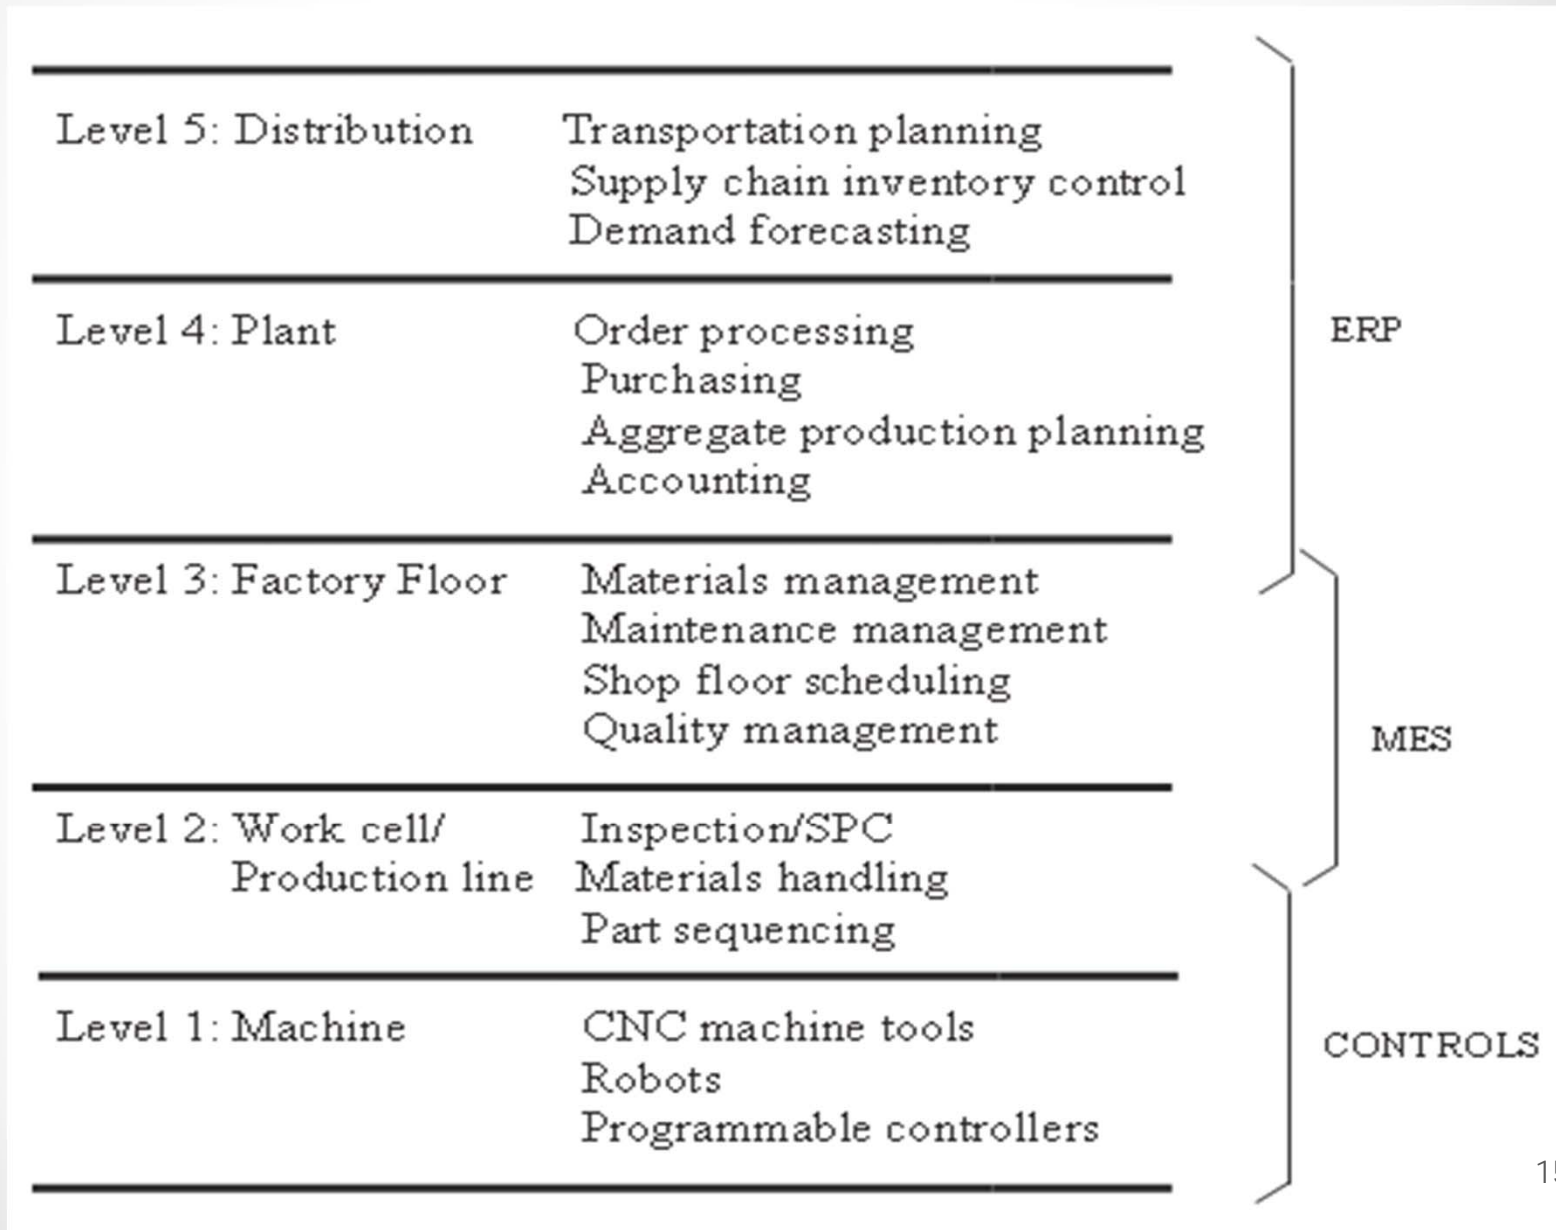 Level 5: Distribution Transportation planning
Supply chain inventory control
Demand forecasting
Level 4: Plant Order processing
ERP
Purchasing
Aggregate production planning
Accounting
Level 3: Factory Floor Materials management
Maintenance management
Shop floor scheduling
Quality management
MES
Level 2: Work cell/ Inspection/SPC
Production line Materials handling
Part sequencing
Level 1: Machine CNC machine tools
CONTROLS
Robots
Programmable controllers